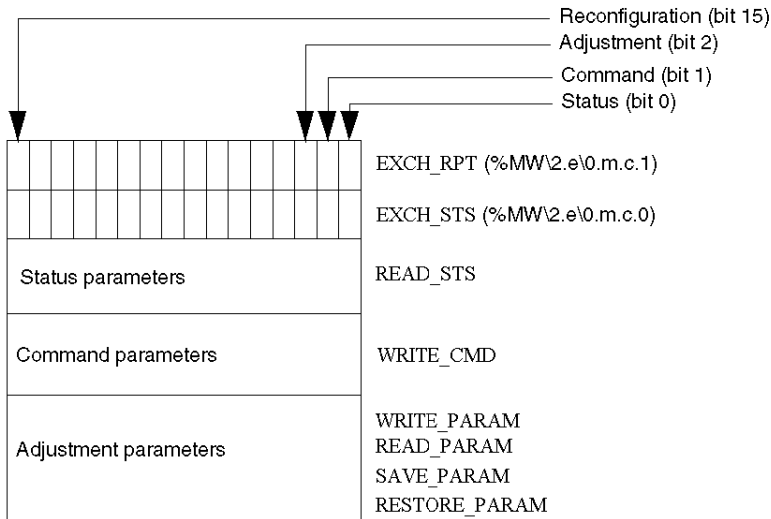 Reconfiguration (bit 15)
Adjustment (bit 2)
Command (bit 1)
Status (bit 0)
EXCH_RPT (%MW\2.e\0.m.c.1)
EXCH_STS (%MW\2.e\0.m.c.0)
Status parameters READ_STS
Command parameters WRITE_CMD
WRITE_PARAM
Adjustment parameters READ_PARAM
SAVE_PARAM
RESTORE_PARAM